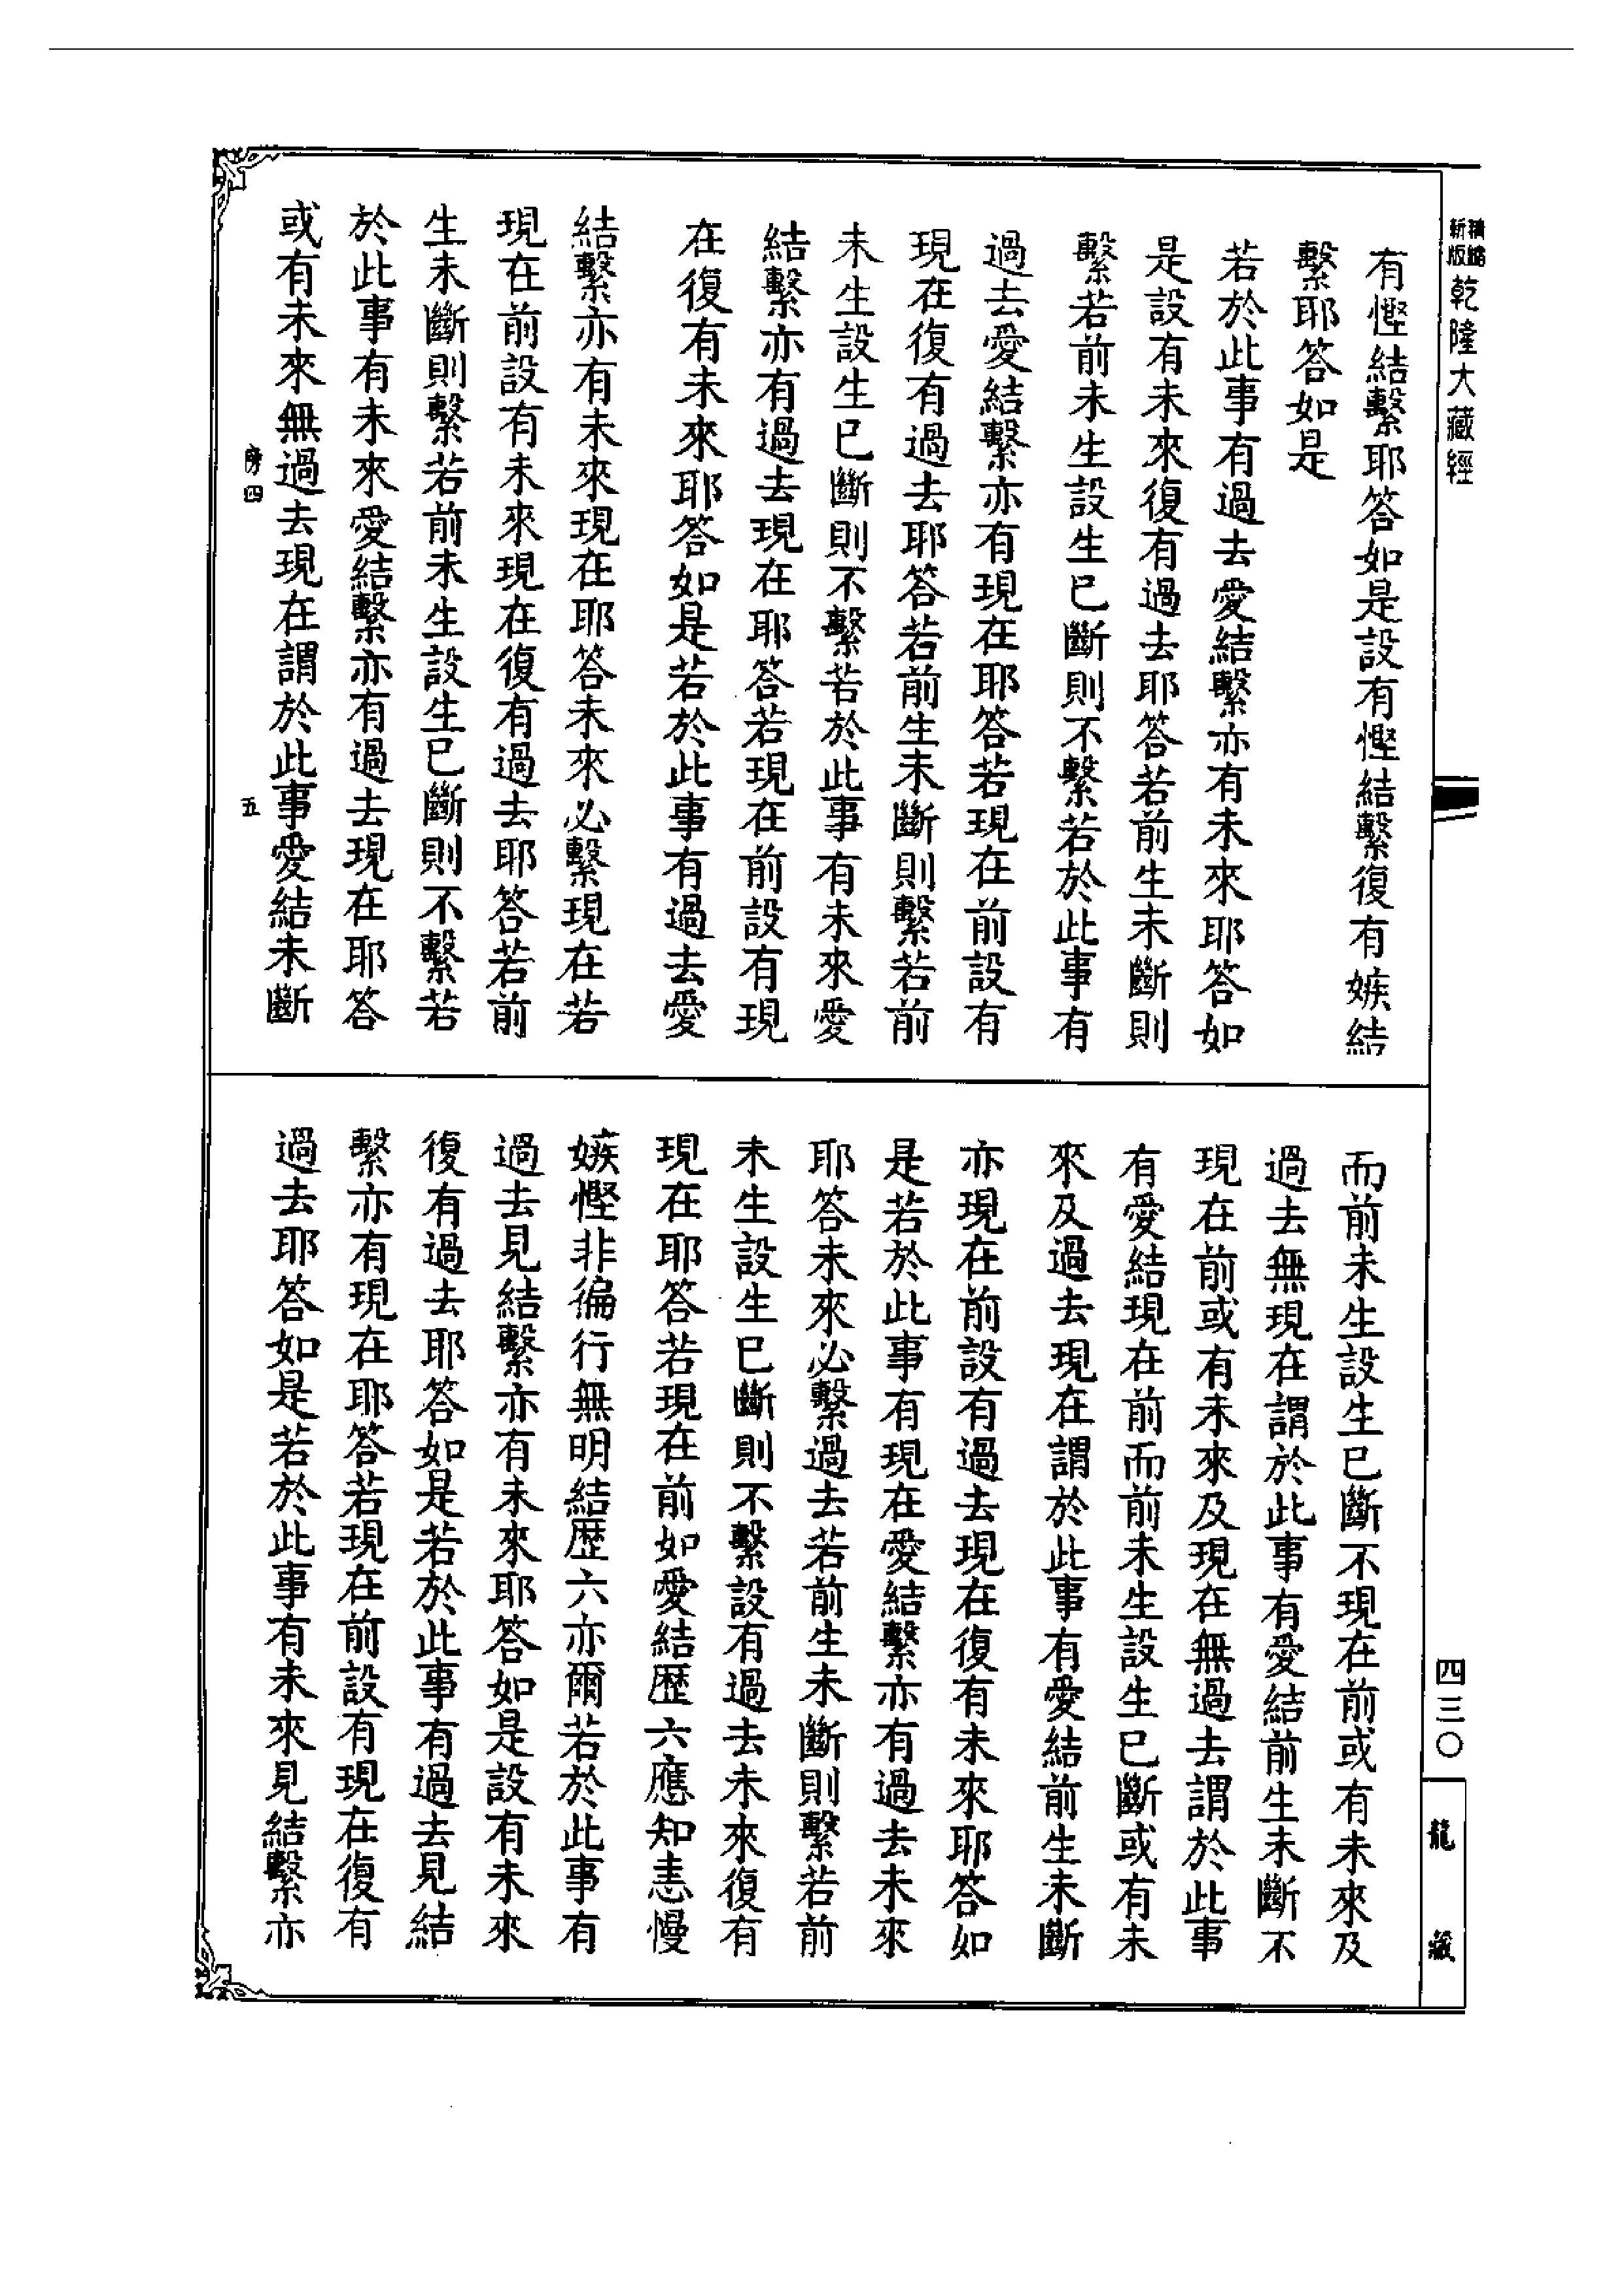 精縮
新版
乾隆大藏經
有慳結繫耶答如是設有慳結繫復有嫉結
繫耶答如是
若於此事有過去愛結繫亦有未來耶答如
是設有未來復有過去耶答若前生未斷則
繫若前未生設生已斷則不繫若於此事有
過去愛結繫亦有現在耶答若現在前設有
現在復有過去耶答若前生未斷則繫若前
未生設生已斷則不繫若於此事有未來愛
結繫亦有過去現在耶答若現在前設有現
在復有未來耶答如是若於此事有過去愛
結繫亦有未來現在耶答未來必繫現在若
現在前設有未來現在復有過去耶答若前
生未斷則繫若前未生設生已斷則不繫若
於此事有未來愛結繫亦有過去現在耶答
或有未來無過去現在謂於此事愛結未斷
房四
五
而前未生設生已斷不現在前或有未來及
過去無現在謂於此事有愛結前生未斷不
現在前或有未來及現在無過去謂於此事
有愛結現在前而前未生設生已斷或有未
來及過去現在謂於此事有愛結前生未斷
亦現在前設有過去現在復有未來耶答如
是若於此事有現在愛結繫亦有過去未來
耶答未來必繫過去若前生未斷則繫若前
未生設生已斷則不繫設有過去未來復有
現在耶答若現在前如愛結歷六應知恚慢
嫉慳非徧行無明結歷六亦爾若於此事有
過去見結繫亦有未來耶答如是設有未來
復有過去耶答如是若於此事有過去見結
繫亦有現在耶答若現在前設有現在復有
過去耶答如是若於此事有未來見結繫亦
四三〇
龍藏